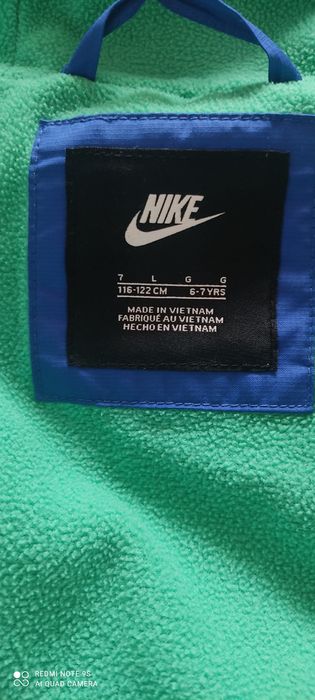 NIKE
7 L G G
116-122 CM 6-7 YRS
MADE IN VIETNAM
FABRIQUÉ AU VIETNAM
HECHO EN VIETNAM
REDMI NOTE 9S
AI QUAD CAMERA